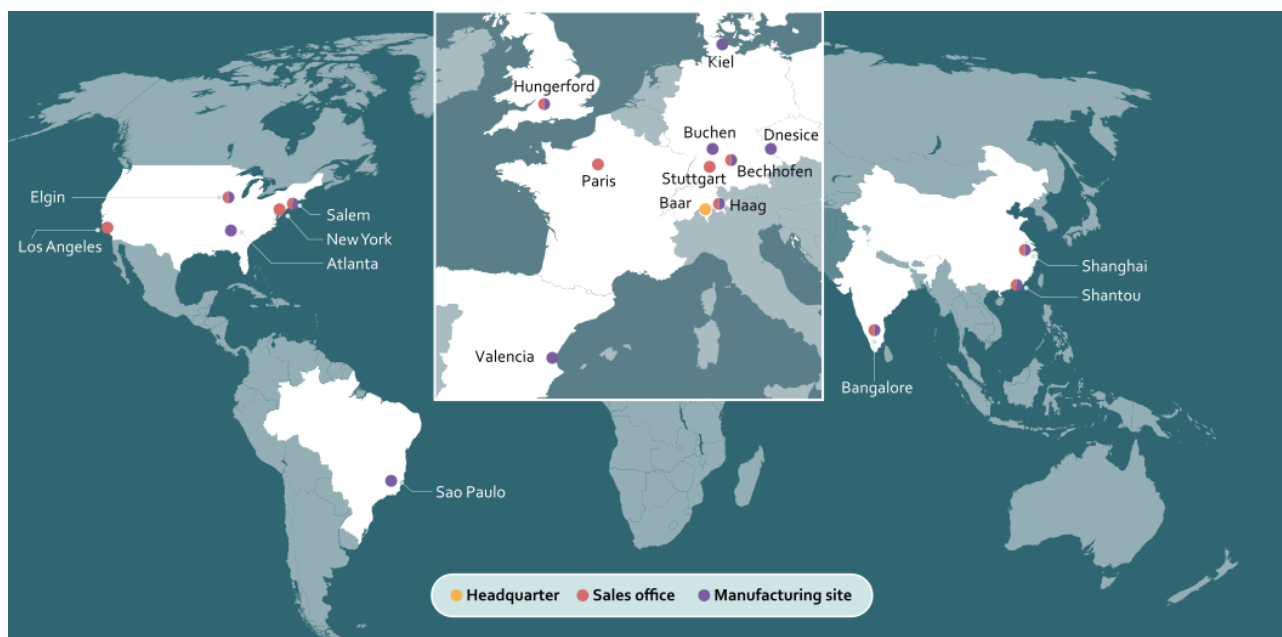 Kiel
Hungerford
Buchen
Dnesice
Paris
Stuttgart
Bechhofen
Baar
Haag
Valencia
Elgin
Los Angeles
Salem
New York
Atlanta
Sao Paulo
Shanghai
Shantou
Bangalore
Headquarter
Sales office
Manufacturing site